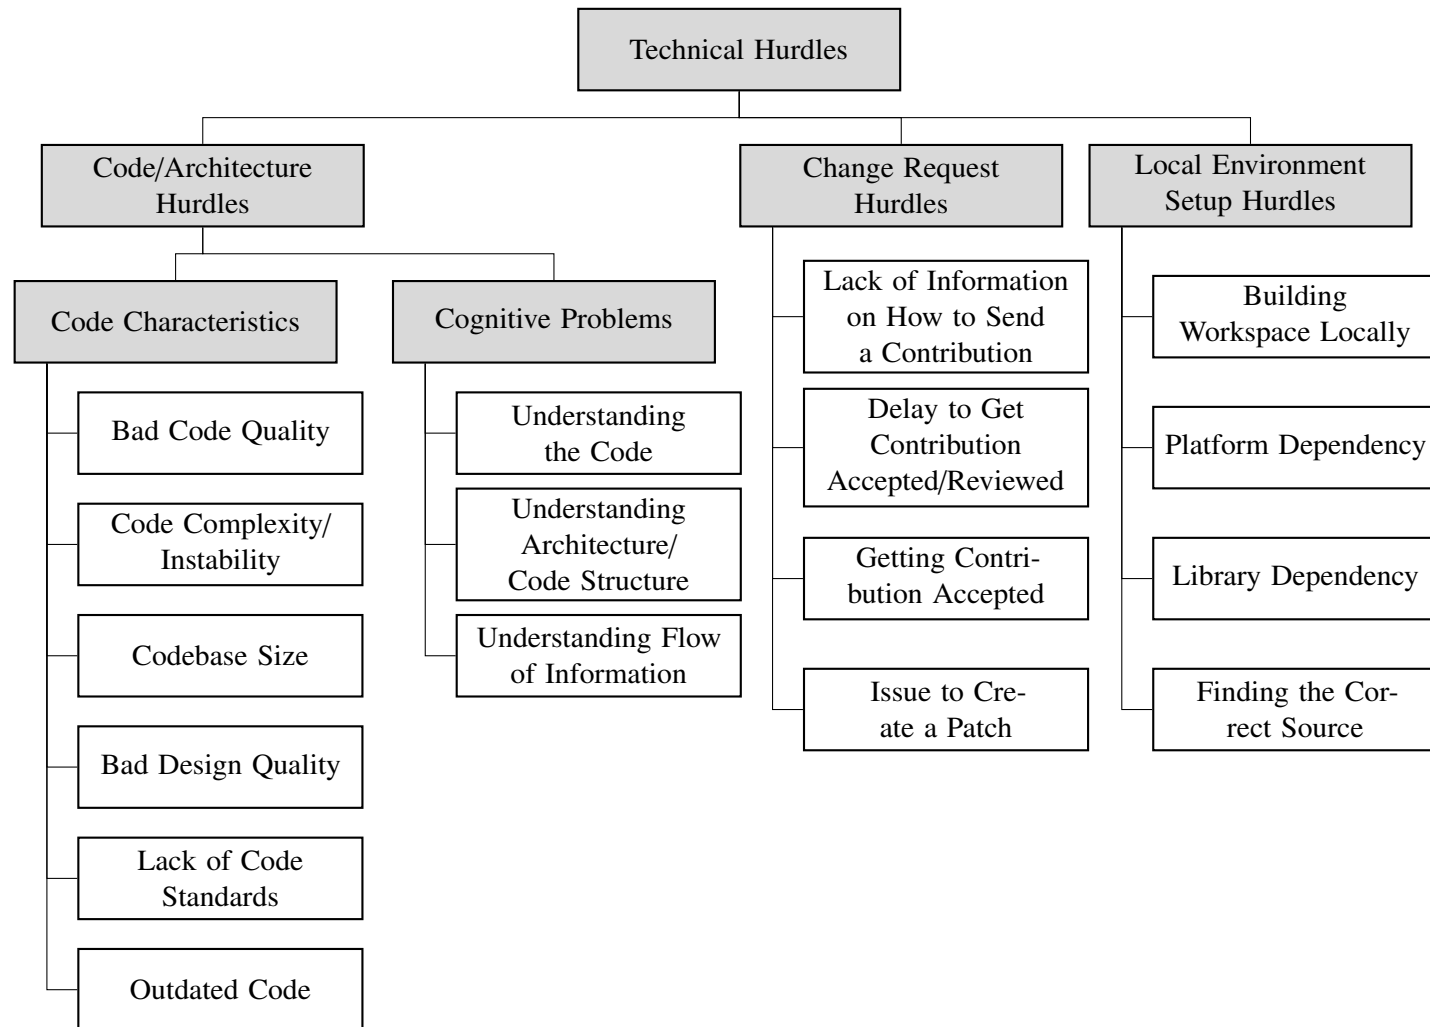 Technical Hurdles
Code/Architecture
Hurdles
Change Request
Hurdles
Local Environment
Setup Hurdles
Code Characteristics
Cognitive Problems
Bad Code Quality
Code Complexity/
Instability
Codebase Size
Bad Design Quality
Lack of Code
Standards
Outdated Code
Understanding
the Code
Understanding
Architecture/
Code Structure
Understanding Flow
of Information
Lack of Information
on How to Send
a Contribution
Delay to Get
Contribution
Accepted/Reviewed
Getting Contri-
bution Accepted
Issue to Cre-
ate a Patch
Building
Workspace Locally
Platform Dependency
Library Dependency
Finding the Cor-
rect Source